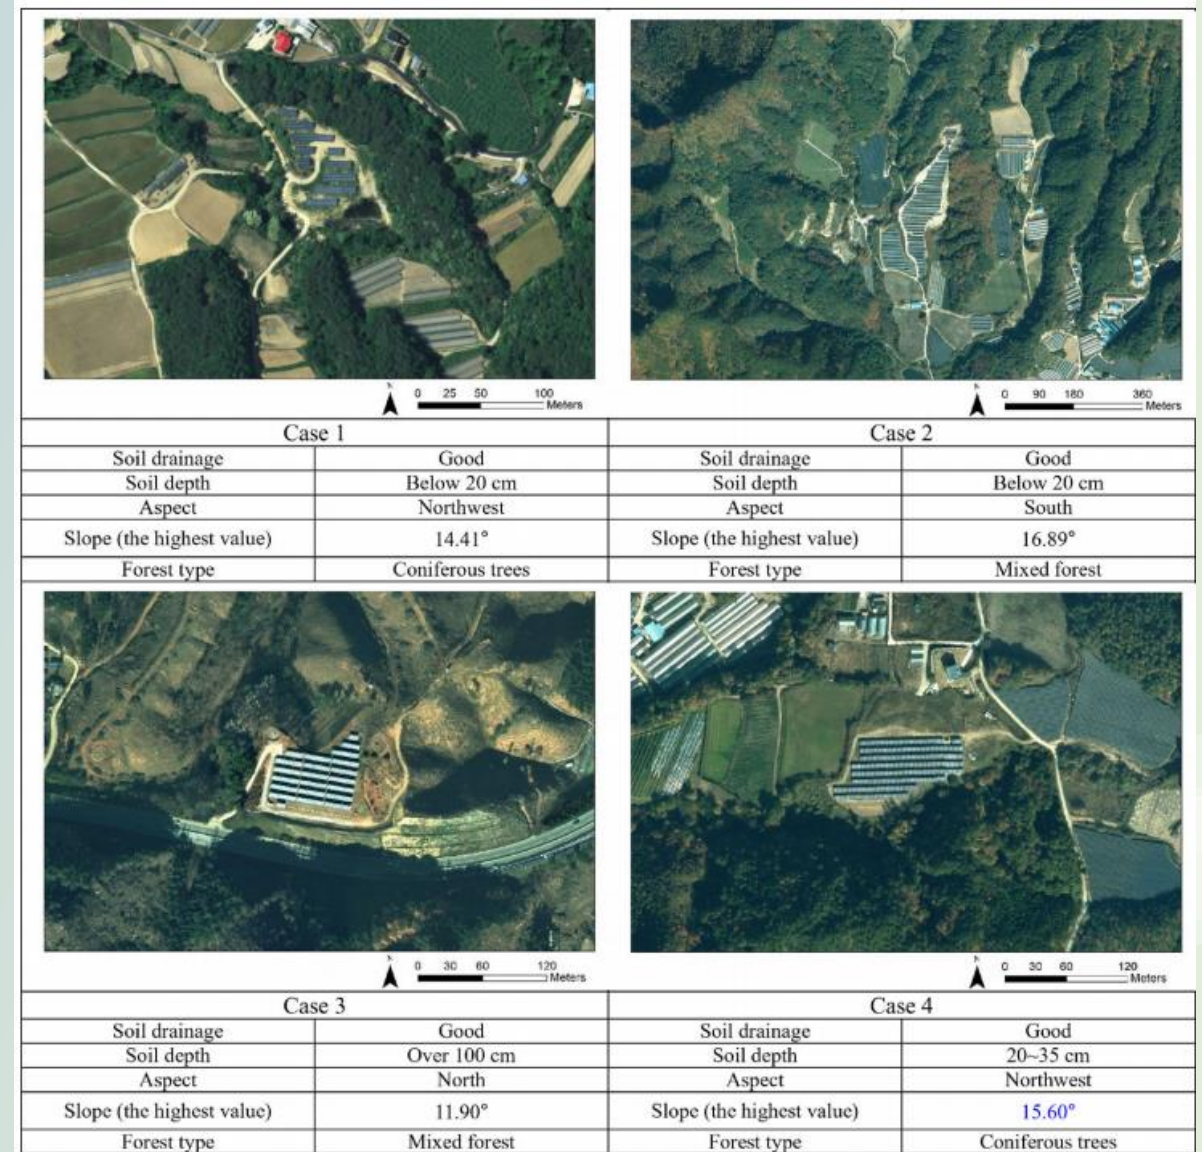 N
0 25 50 100
Meters
N
0 90 180 360
Meters
Case 1
Soil drainage Good
Soil depth Below 20 cm
Aspect Northwest
Slope (the highest value) 14.41°
Forest type Coniferous trees
Case 2
Soil drainage Good
Soil depth Below 20 cm
Aspect South
Slope (the highest value) 16.89°
Forest type Mixed forest
N
0 30 60 120
Meters
N
0 30 60 120
Meters
Case 3
Soil drainage Good
Soil depth Over 100 cm
Aspect North
Slope (the highest value) 11.90°
Forest type Mixed forest
Case 4
Soil drainage Good
Soil depth 20~35 cm
Aspect Northwest
Slope (the highest value) 15.60°
Forest type Coniferous trees